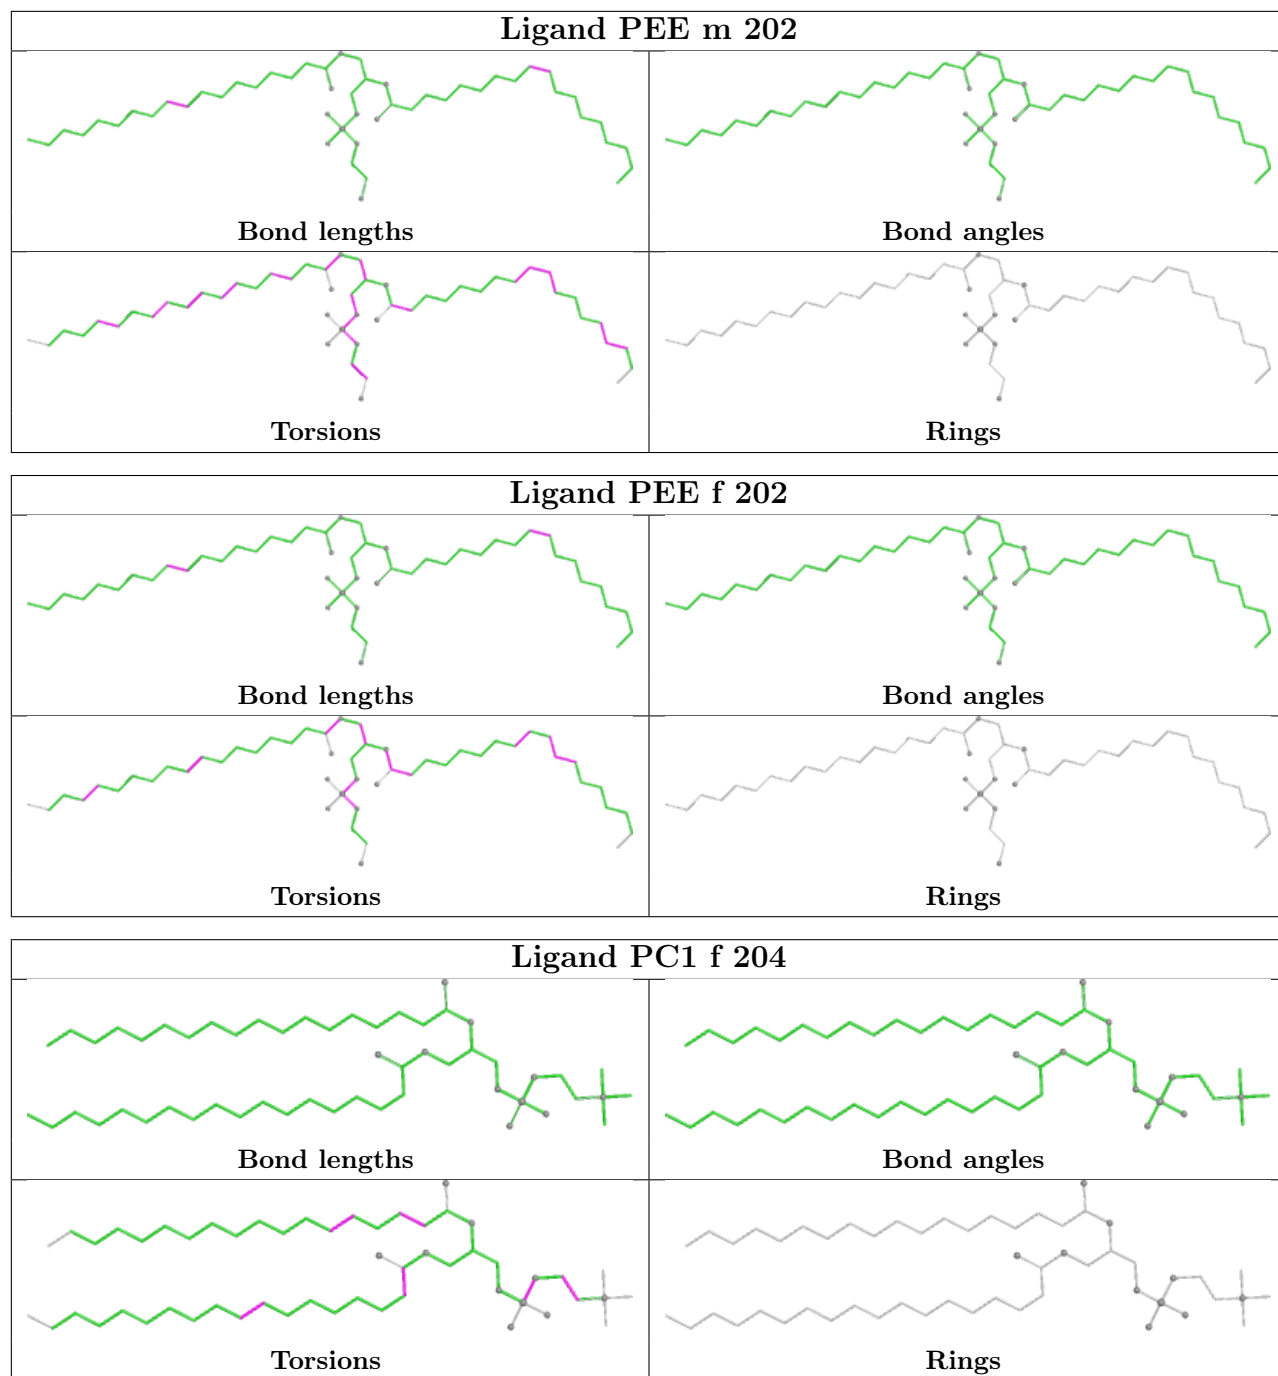 Ligand PEE m 202
Bond lengths
Bond angles
Torsions
Rings
Ligand PEE f 202
Bond lengths
Bond angles
Torsions
Rings
Ligand PC1 f 204
Bond lengths
Bond angles
Torsions
Rings